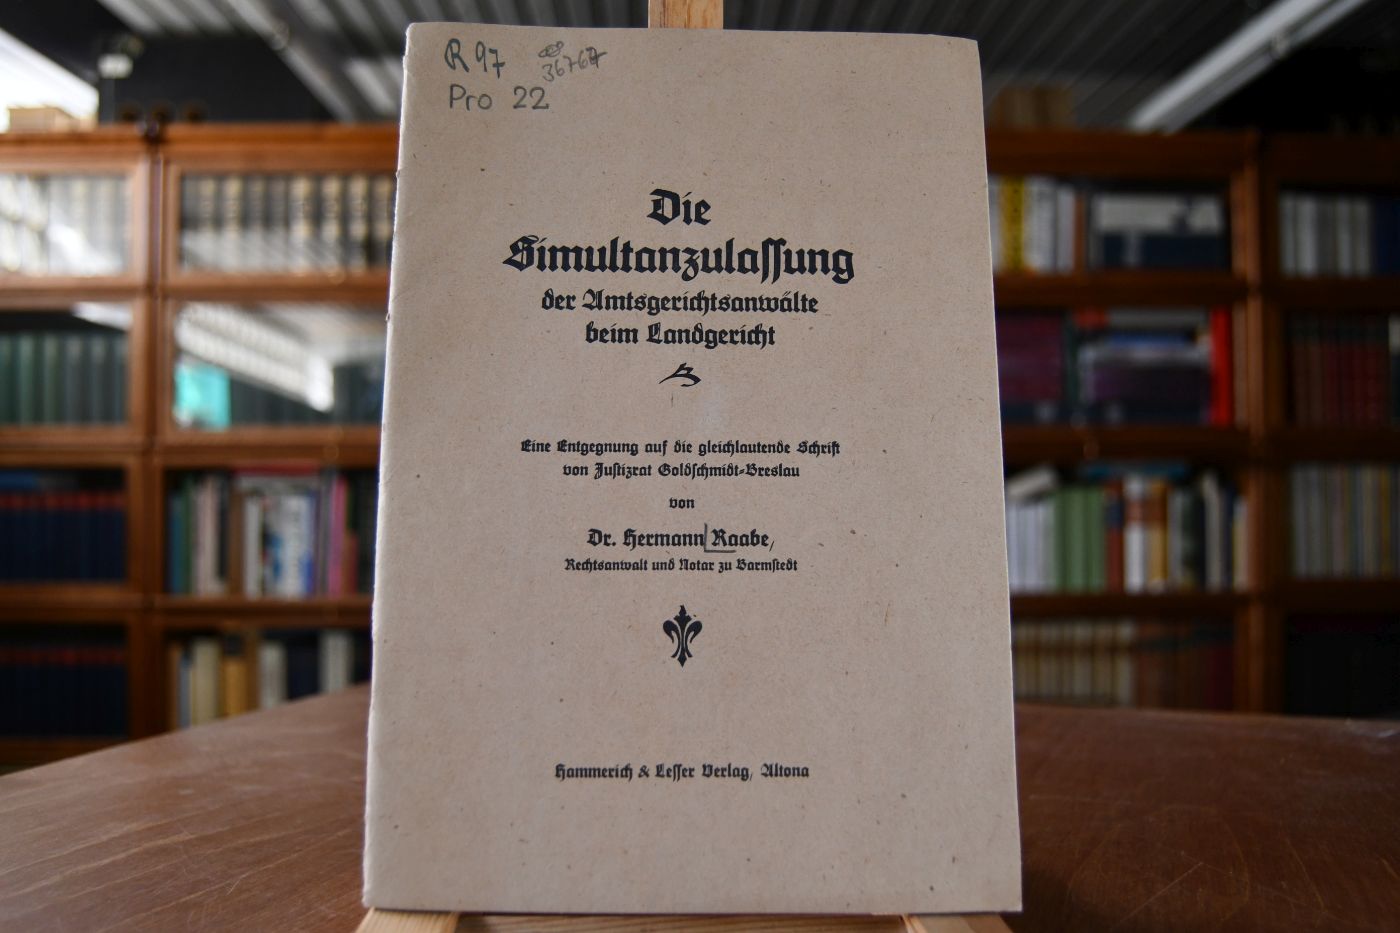 R 97
36767
Pro 22
Die
Simultanzulassung
der Amtsgerichtsanwälte
beim Landgericht
Eine Entgegnung auf die gleichlautende Schrift
von Justizrat Goldschmidt-Breslau
von
Dr. Hermann Raabe,
Rechtsanwalt und Notar zu Barmstedt
Hammerich & Lesser Verlag, Altona